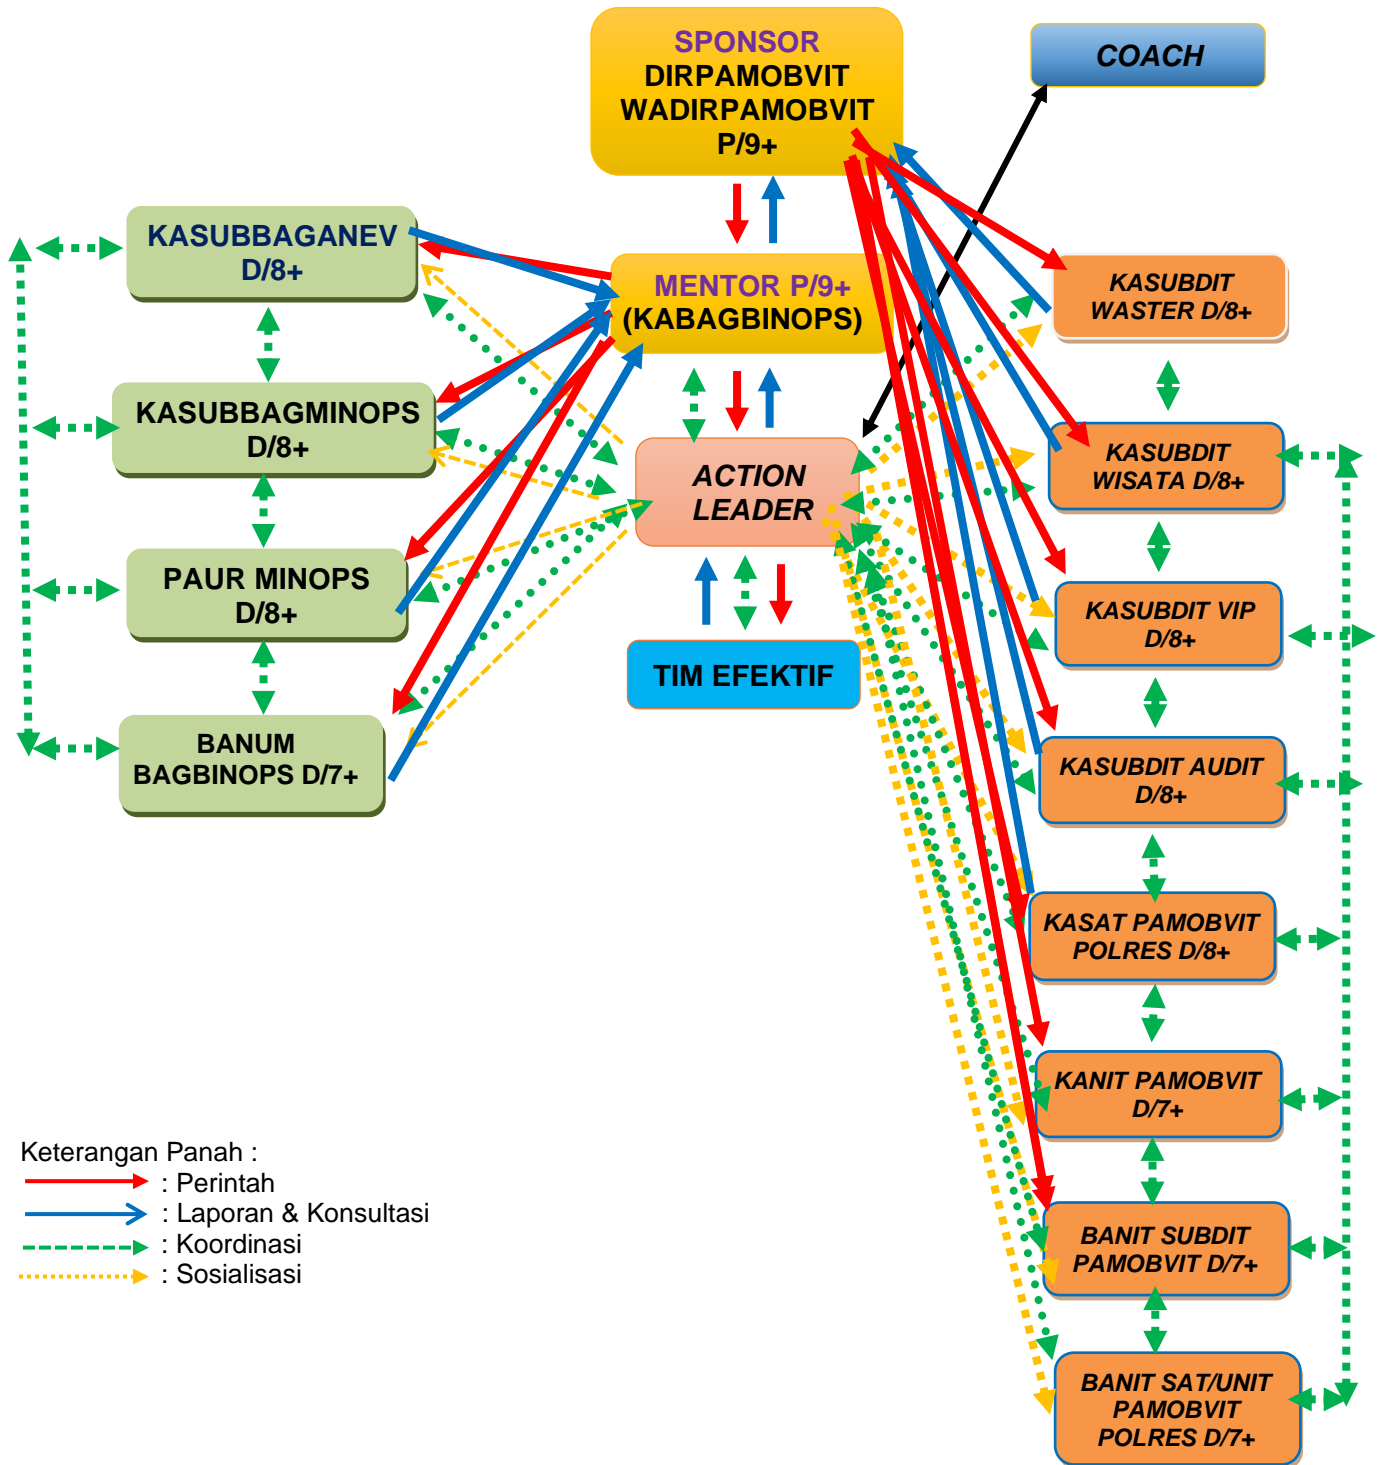 SPONSOR
DIRPAMOBVIT
WADIRPAMOBVIT
P/9+
COACH
KASUBBAGANEV
D/8+
MENTOR P/9+
(KABAGBINOPS)
KASUBDIT
WASTER D/8+
KASUBBAGMINOPS
D/8+
ACTION
LEADER
KASUBDIT
WISATA D/8+
PAUR MINOPS
D/8+
KASUBDIT VIP
D/8+
TIM EFEKTIF
BANUM
BAGBINOPS D/7+
KASUBDIT AUDIT
D/8+
KASAT PAMOBVIT
POLRES D/8+
KANIT PAMOBVIT
D/7+
BANIT SUBDIT
PAMOBVIT D/7+
BANIT SAT/UNIT
PAMOBVIT
POLRES D/7+
Keterangan Panah :
: Perintah
: Laporan & Konsultasi
: Koordinasi
: Sosialisasi